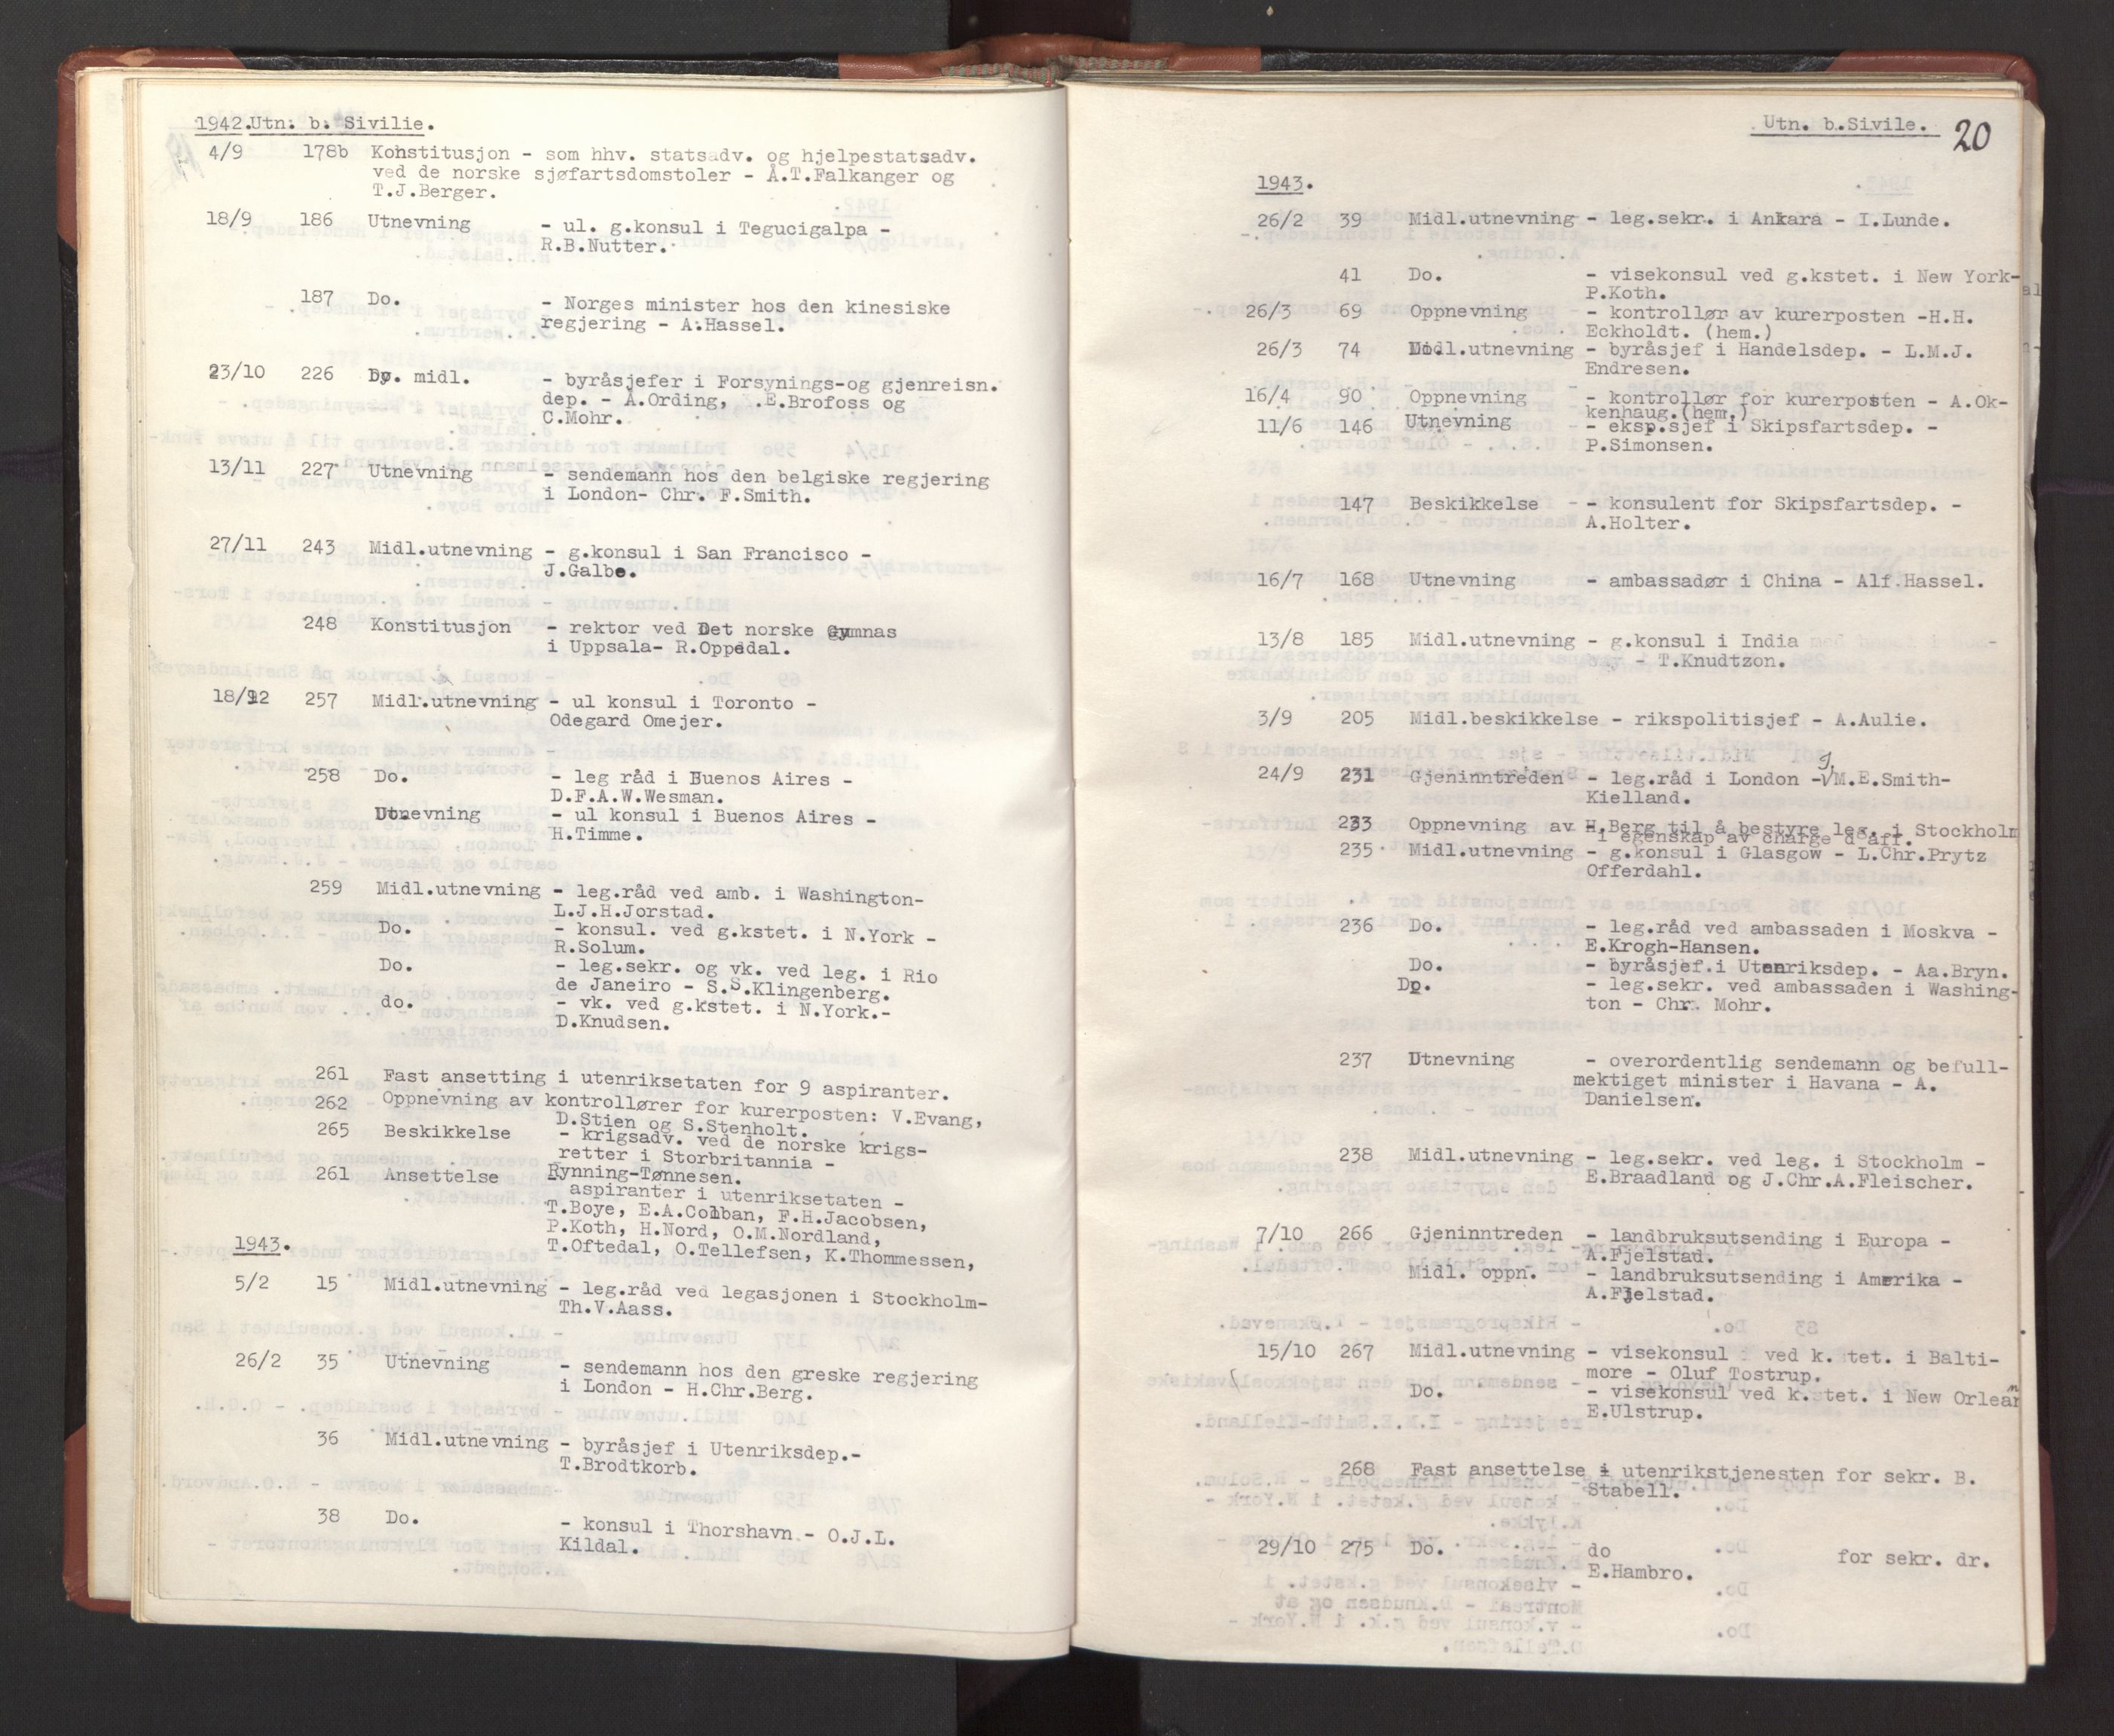 1942.Utn. b. Sivilie.
4/9 178b Konstitusjon - som hhv. statsadv. og hjelpestatsadv.
ved de norske sjøfartsdomstoler - Å.T.Falkanger og
T.J.Berger.
18/9 186 Utnevning - ul. g.konsul i Tegucigalpa -
R.B.Nutter.
187 Do. - Norges minister hos den kinesiske
regjering - A.Hassel.
23/10 226 Do. midl. - byråsjefer i Forsynings-og gjenreisn.
dep. - A.Ording, .E.Brofoss og
C.Mohr.
13/11 227 Utnevning - sendemann hos den belgiske regjering
i London- Chr. F.Smith.
27/11 243 Midl.utnevning - g.konsul i San Francisco -
J.Galbe.
248 Konstitusjon - rektor ved Det norske Gymnas
i Uppsala- R.Oppedal.
18/12 257 Midl.utnevning - ul konsul i Toronto -
Odegard Omejer.
258 Do. - leg råd i Buenos Aires -
D.F.A.W.Wesman.
Utnevning - ul konsul i Buenos Aires -
H.Timme.
259 Midl.utnevning - leg.råd ved amb. i Washington-
L.J.H.Jorstad.
Do. - konsul. ved g.kstet. i N.York -
R.Solum.
Do. - leg.sekr. og vk. ved leg. i Rio
de Janeiro - S.S.Klingenberg.
do. - vk. ved g.kstet. i N.York.-
D.Knudsen.
261 Fast ansetting i utenriksetaten for 9 aspiranter.
262 Oppnevning av kontrollører for kurerposten: V.Evang,
D.Stien og S.Stenholt.
265 Beskikkelse - krigsadv. ved de norske krigs-
retter i Storbritannia -
Rynning-Tønnesen.
261 Ansettelse aspiranter i utenriksetaten -
T.Boye, E.A.Colban, F.H.Jacobsen,
P.Koth, H.Nord, O.M.Nordland,
T.Oftedal, O.Tellefsen, K.Thommessen,
1943.
5/2 15 Midl.utnevning - leg.råd ved legasjonen i Stockholm-
Th.V.Aass.
26/2 35 Utnevning - sendemann hos den greske regjering
i London - H.Chr.Berg.
36 Midl.utnevning - byråsjef i Utenriksdep.-
T.Brodtkorb.
38 Do. - konsul i Thorshavn - O.J.L.
Kildal.
Utn. b.Sivile. 20
1943.
26/2 39 Midl.utnevning - leg.sekr. i Ankara - I.Lunde.
41 Do. - visekonsul ved g.kstet. i New York-
P.Koth.
26/3 69 Oppnevning - kontrollør av kurerposten -H.H.
Eckholdt. (hem.)
26/3 74 Midl.utnevning - byråsjef i Handelsdep. - L.M.J.
Endresen.
16/4 90 Oppnevning - kontrollør for kurerposten - A.Ok-
kenhaug.(hem.)
11/6 146 Utnevning - eksp.sjef i Skipsfartsdep. -
P.Simonsen.
147 Beskikkelse - konsulent for Skipsfartsdep. -
A.Holter.
16/7 168 Utnevning - ambassadør i China - Alf.Hassel.
13/8 185 Midl.utnevning - g.konsul i India
- T.Knudtzon.
3/9 205 Midl.beskikkelse - rikspolitisjef - A.Aulie.
24/9 231 Gjeninntreden - leg.råd i London - J.M.E.Smith-
Kielland.
233 Oppnevning av H.Berg til å bestyre leg. i Stockholm
i egenskap av charge d'aff.
235 Midl.utnevning - g.konsul i Glasgow - L.Chr.Prytz
Offerdahl.
236 Do. - leg.råd ved ambassaden i Moskva -
E.Krogh-Hansen.
Do. - byråsjef i Utenriksdep. - Aa.Bryn.
Do. - leg.sekr. ved ambassaden i Washing-
ton - Chr. Mohr.
237 Utnevning - overordentlig sendemann og befull-
mektiget minister i Havana - A.
Danielsen.
238 Midl.utnevning - leg.sekr. ved leg. i Stockholm -
E.Braadland og J.Chr.A.Fleischer.
7/10 266 Gjeninntreden - landbruksutsending i Europa -
A.Fjelstad.
Midl. oppn. - landbruksutsending i Amerika -
A.Fjelstad.
15/10 267 Midl.utnevning - visekonsul ved k. tet. i Balti-
more - Oluf Tostrup.
Do. - visekonsul ved k.stet. i New Orlean
E.Ulstrup.
268 Fast ansettelse i utenrikstjenesten for sekr. B.
Stabell.
29/10 275 Do. do for sekr. dr.
E.Hambro.